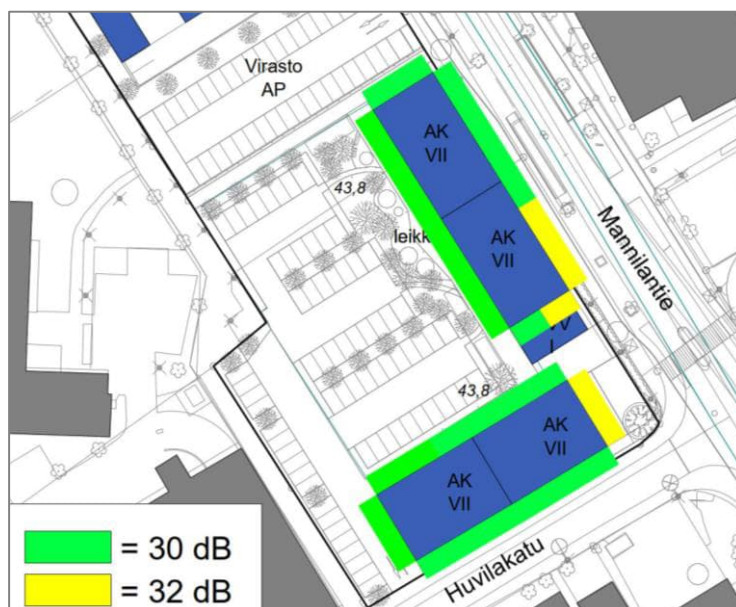 Virasto
AP
AK
VII
43,8
leikk
AK
VII
Mannilantie
43,8
AK
VII
AK
VII
Huvilakatu
= 30 dB
= 32 dB